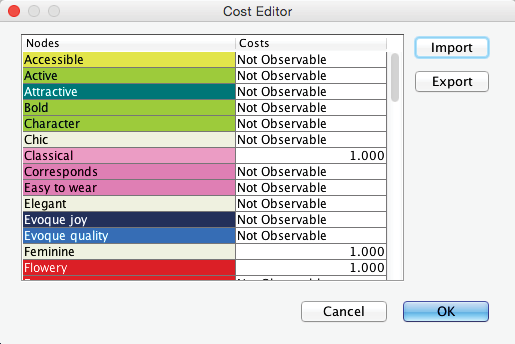 Cost Editor
Nodes Costs
Accessible Not Observable
Active Not Observable
Attractive Not Observable
Bold Not Observable
Character Not Observable
Chic Not Observable
Classical 1.000
Corresponds Not Observable
Easy to wear Not Observable
Elegant Not Observable
Evoque joy Not Observable
Evoque quality Not Observable
Feminine 1.000
Flowery 1.000
Import
Export
Cancel OK